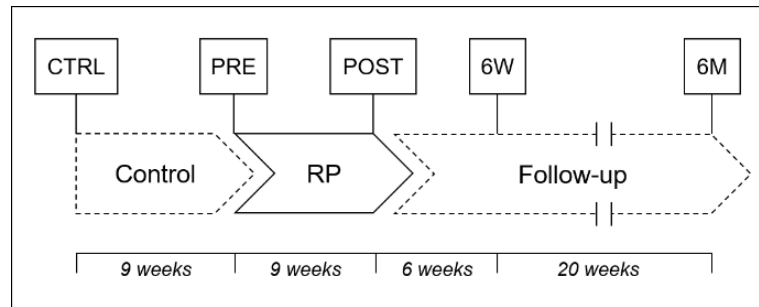 CTRL PRE POST 6W 6M
Control RP Follow-up
9 weeks 9 weeks 6 weeks 20 weeks